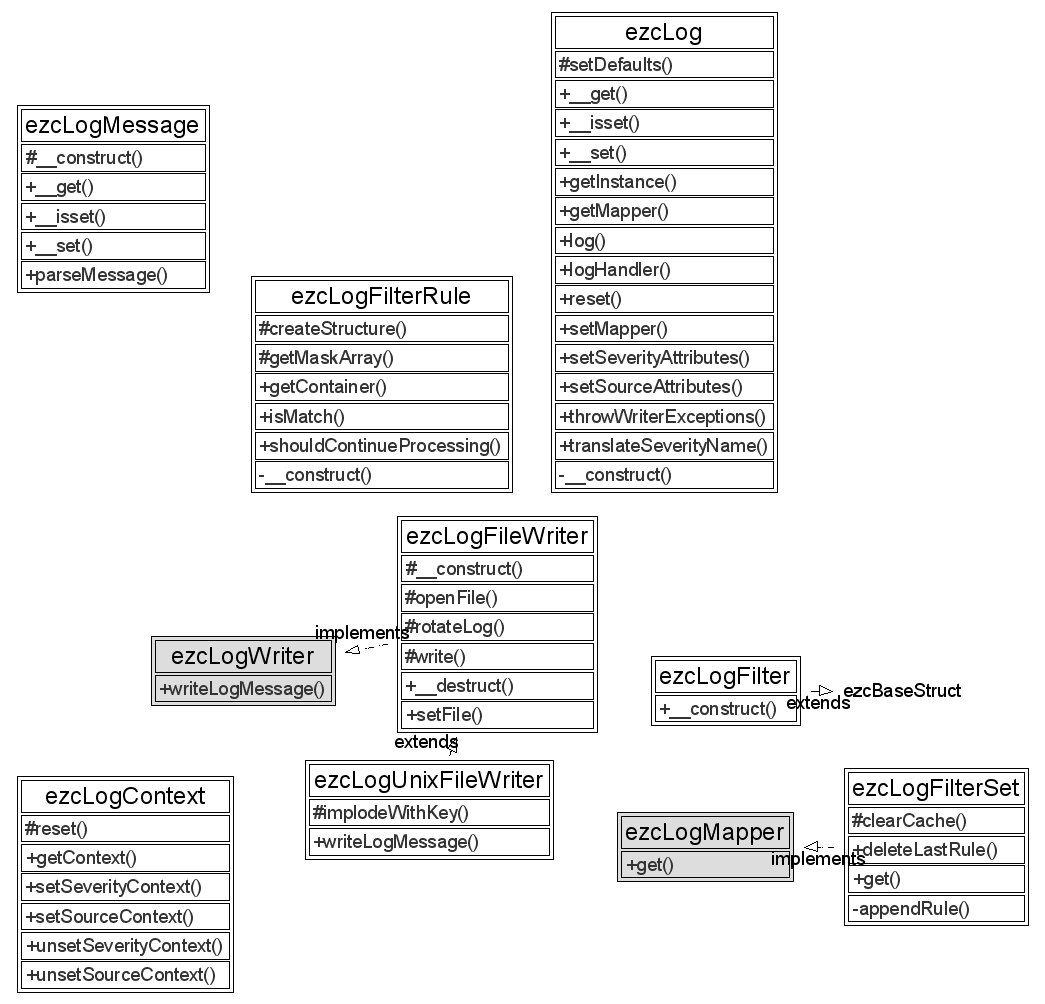 ezcLog
#setDefaults()
+__get()
+__isset()
+__set()
+getInstance()
+getMapper()
+log()
+logHandler()
+reset()
+setMapper()
+setSeverityAttributes()
+setSourceAttributes()
+throwWriterExceptions()
+translateSeverityName()
-__construct()
ezcLogMessage
#__construct()
+__get()
+__isset()
+__set()
+parseMessage()
ezcLogFilterRule
#createStructure()
#getMaskArray()
+getContainer()
+isMatch()
+shouldContinueProcessing()
-__construct()
ezcLogFileWriter
#__construct()
#openFile()
#rotateLog()
#write()
+__destruct()
+setFile()
implements
ezcLogWriter
+writeLogMessage()
ezcLogFilter
+__construct()
extends
ezcBaseStruct
extends
ezcLogUnixFileWriter
#implodeWithKey()
+writeLogMessage()
ezcLogContext
#reset()
+getContext()
+setSeverityContext()
+setSourceContext()
+unsetSeverityContext()
+unsetSourceContext()
ezcLogMapper
+get()
implements
ezcLogFilterSet
#clearCache()
+deleteLastRule()
+get()
-appendRule()